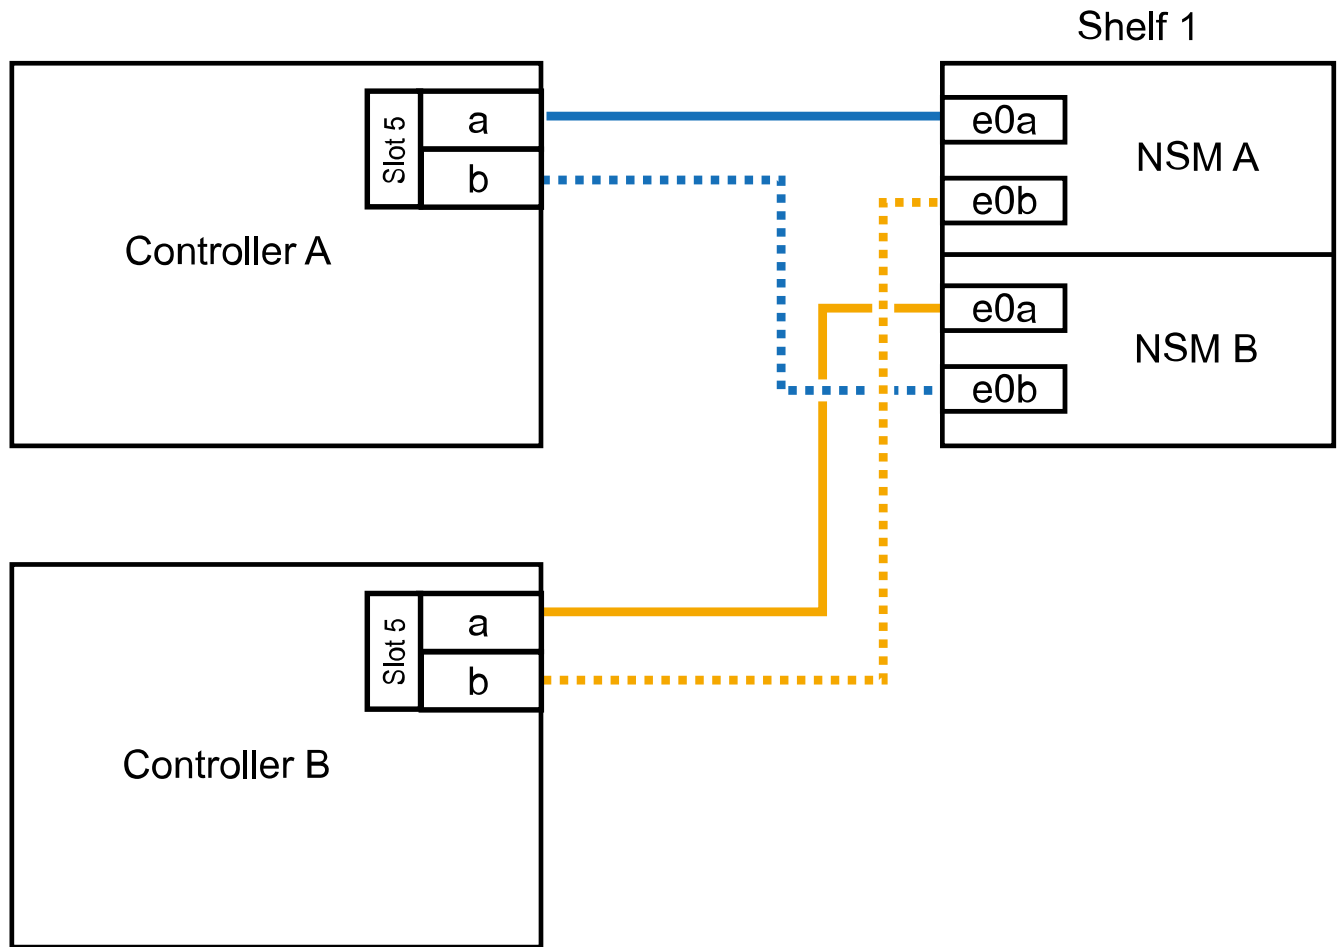 Shelf 1
Slot 5
a
b
Controller A
e0a
e0b
NSM A
e0a
e0b
NSM B
Slot 5
a
b
Controller B